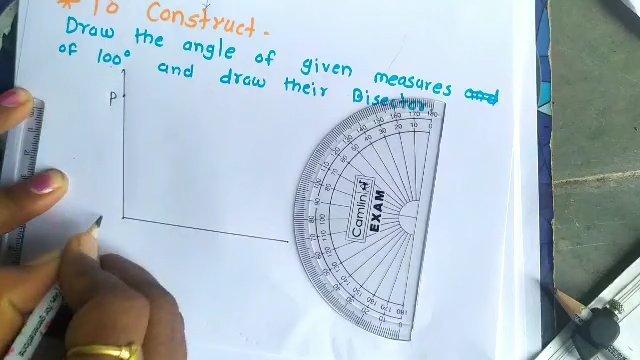 * To Construct.
Draw the angle of given measures and
of 100° and draw their Bisector.
P
Camlin
EXAM